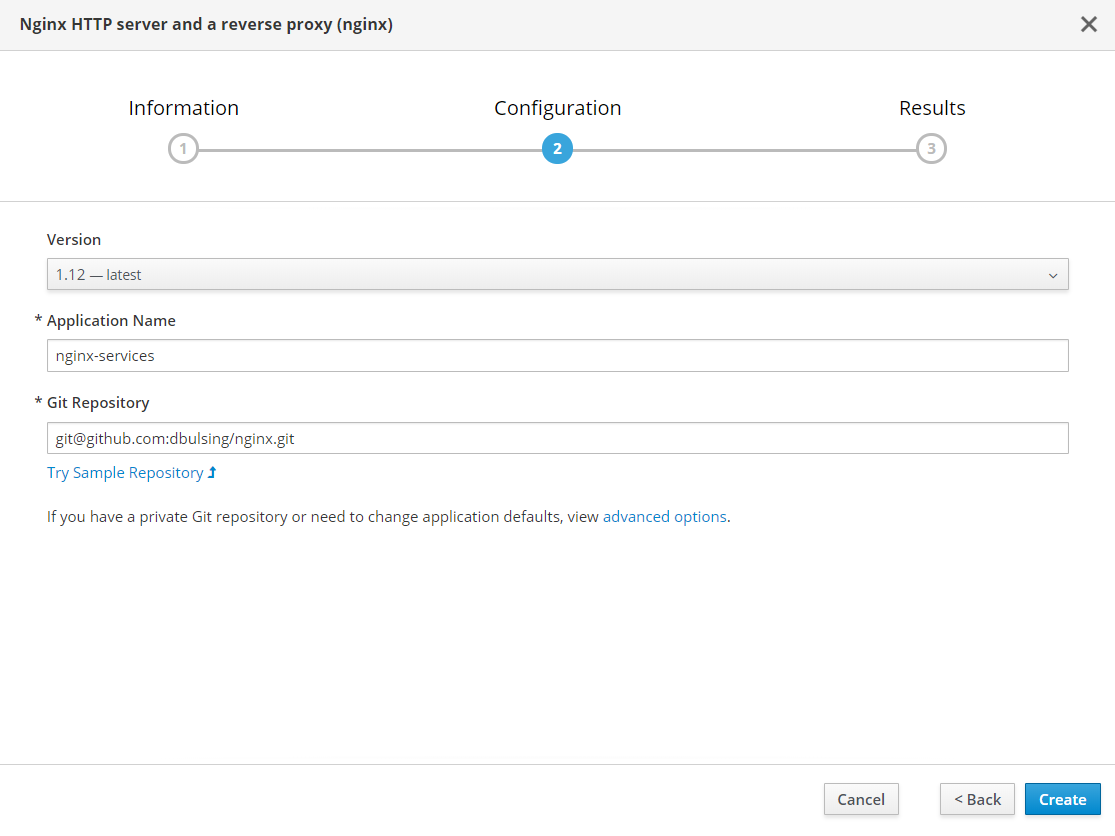 Nginx HTTP server and a reverse proxy (nginx)
Information
Configuration
Results
1
2
3
Version
1.12 — latest
* Application Name
nginx-services
* Git Repository
git@github.com:dbulsing/nginx.git
Try Sample Repository
If you have a private Git repository or need to change application defaults, view advanced options.
Cancel
< Back
Create